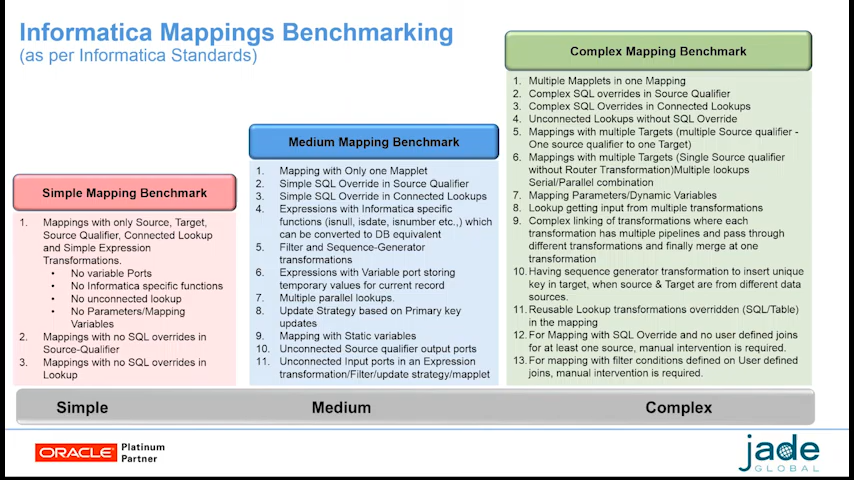 Informatica Mappings Benchmarking
(as per Informatica Standards)
Simple Mapping Benchmark
1. Mappings with only Source, Target,
Source Qualifier, Connected Lookup
and Simple Expression
Transformations.
• No variable Ports
• No Informatica specific functions
• No unconnected lookup
• No Parameters/Mapping
Variables
2. Mappings with no SQL overrides in
Source-Qualifier
3. Mappings with no SQL overrides in
Lookup
Medium Mapping Benchmark
1. Mapping with Only one Mapplet
2. Simple SQL Override in Source Qualifier
3. Simple SQL Override in Connected Lookups
4. Expressions with Informatica specific
functions (isnull, isdate, isnumber etc.,) which
can be converted to DB equivalent
5. Filter and Sequence-Generator
transformations
6. Expressions with Variable port storing
temporary values for current record
7. Multiple parallel lookups.
8. Update Strategy based on Primary key
updates
9. Mapping with Static variables
10. Unconnected Source qualifier output ports
11. Unconnected Input ports in an Expression
transformation/Filter/update strategy/mapplet
Complex Mapping Benchmark
1. Multiple Mapplets in one Mapping
2. Complex SQL overrides in Source Qualifier
3. Complex SQL Overrides in Connected Lookups
4. Unconnected Lookups without SQL Override
5. Mappings with multiple Targets (multiple Source qualifier -
One source qualifier to one Target)
6. Mappings with multiple Targets (Single Source qualifier
without Router Transformation)Multiple lookups
Serial/Parallel combination
7. Mapping Parameters/Dynamic Variables
8. Lookup getting input from multiple transformations
9. Complex linking of transformations where each
transformation has multiple pipelines and pass through
different transformations and finally merge at one
transformation
10. Having sequence generator transformation to insert unique
key in target, when source & Target are from different data
sources.
11. Reusable Lookup transformations overridden (SQL/Table)
in the mapping
12. For Mapping with SQL Override and no user defined joins
for at least one source, manual intervention is required.
13. For mapping with filter conditions defined on User defined
joins, manual intervention is required.
Simple
Medium
Complex
ORACLE
Platinum
Partner
jade
GLOBAL